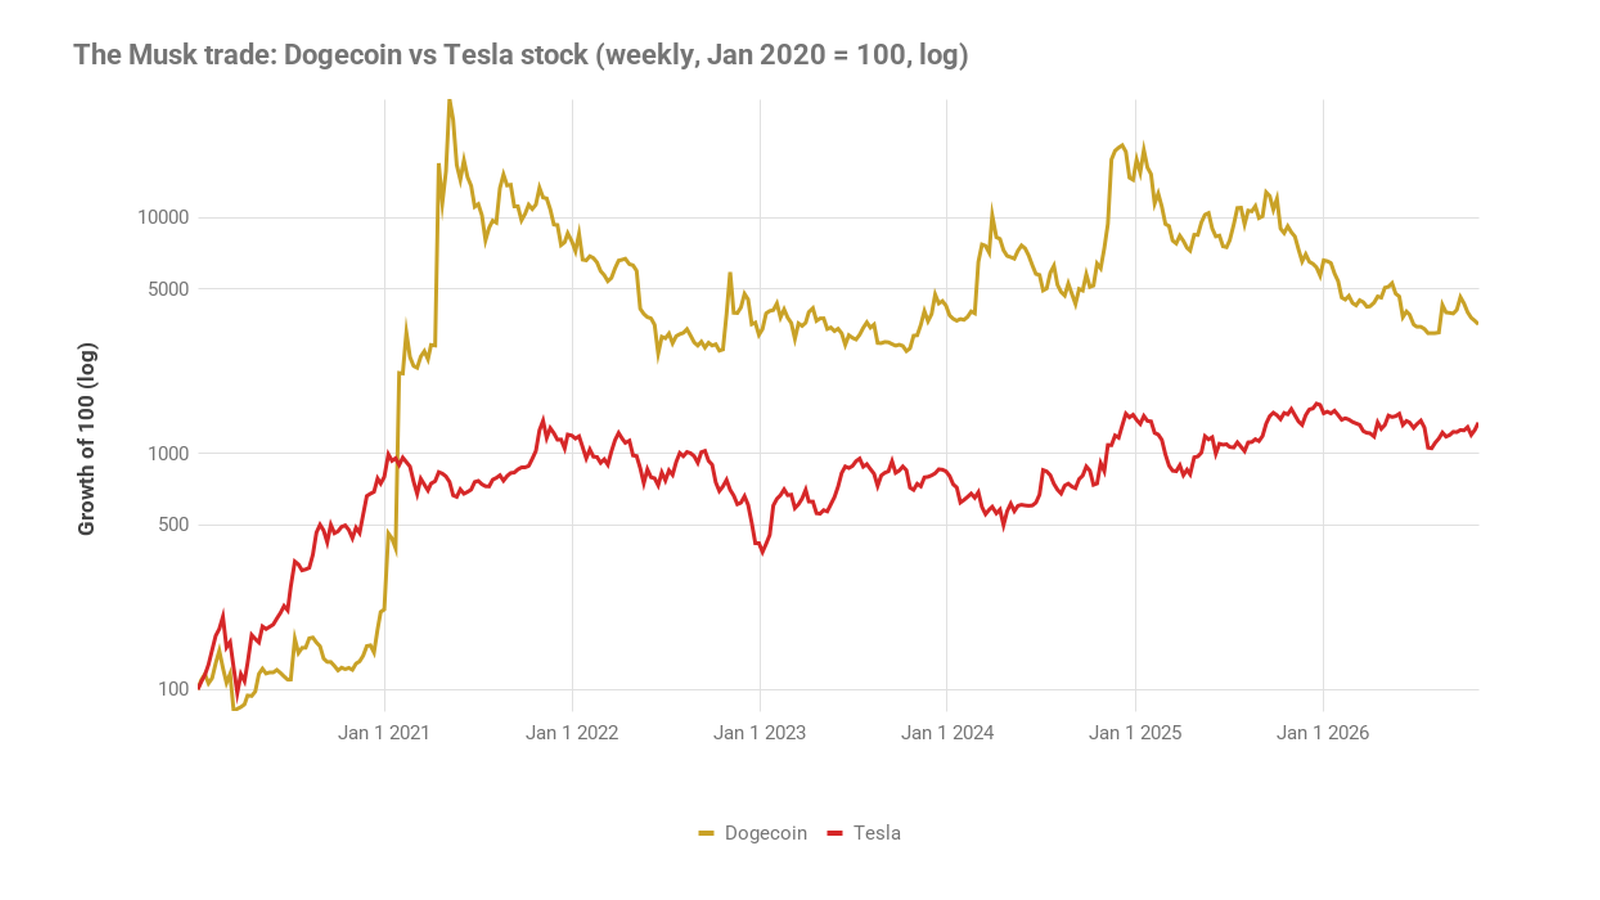 The Musk trade: Dogecoin vs Tesla stock (weekly, Jan 2020 = 100, log)
Growth of 100 (log)
10000
5000
1000
500
100
Jan 1 2021 Jan 1 2022 Jan 1 2023 Jan 1 2024 Jan 1 2025 Jan 1 2026
Dogecoin Tesla